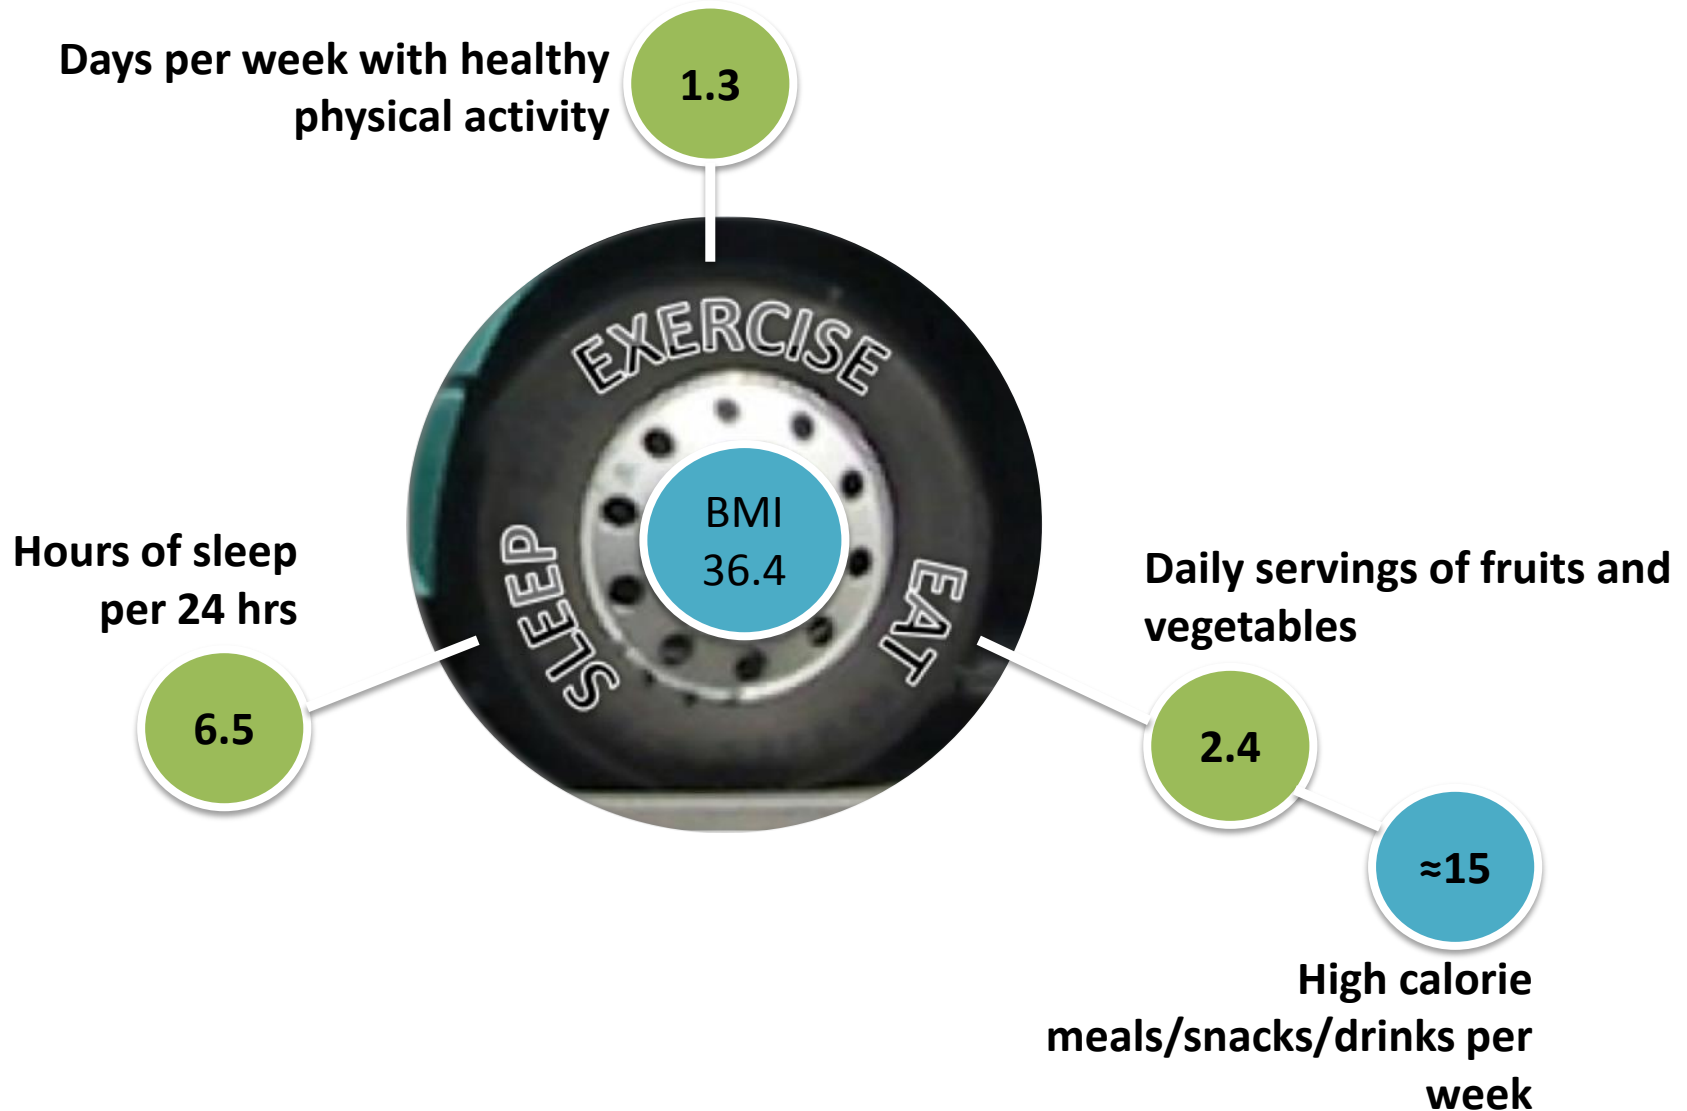 Days per week with healthy
physical activity
1.3
EXERCISE
BMI
36.4
SLEEP
EAT
Hours of sleep
per 24 hrs
6.5
Daily servings of fruits and
vegetables
2.4
≈15
High calorie
meals/snacks/drinks per
week